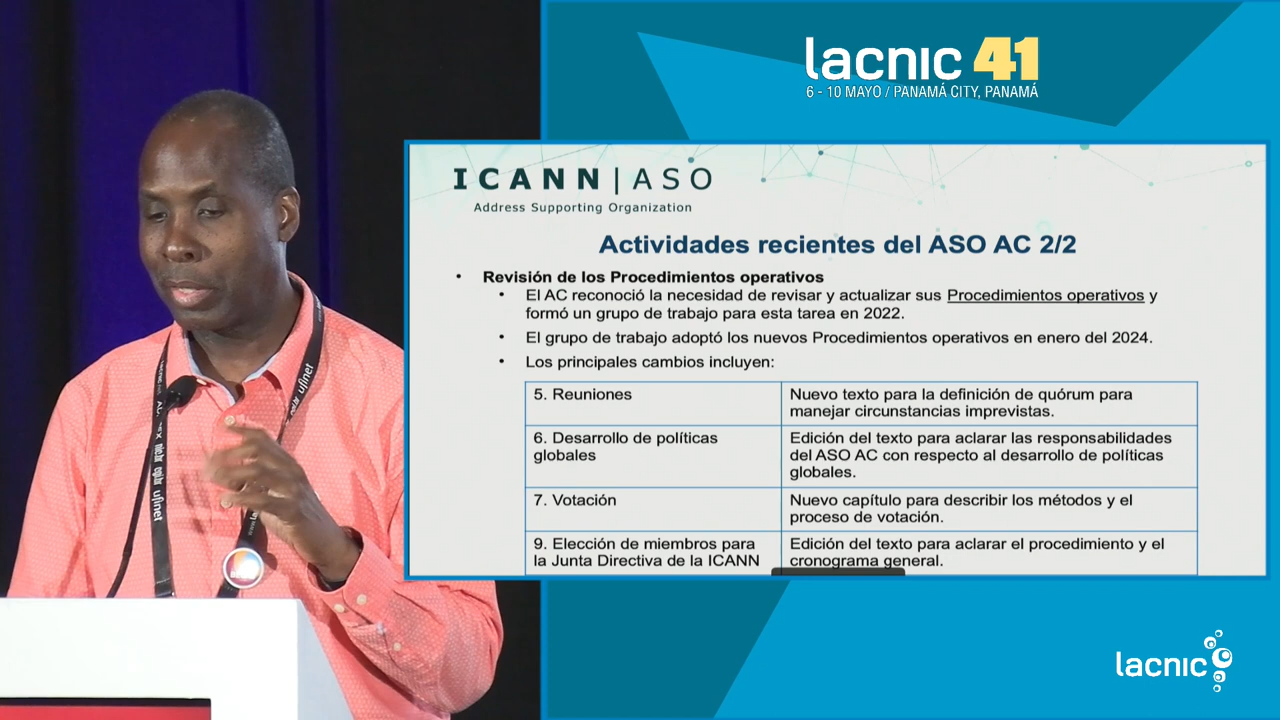 lacnic 41
6 - 10 MAYO / PANAMÁ CITY, PANAMÁ
ICANN|ASO
Address Supporting Organization
Actividades recientes del ASO AC 2/2
• Revisión de los Procedimientos operativos
• El AC reconoció la necesidad de revisar y actualizar sus Procedimientos operativos y
formó un grupo de trabajo para esta tarea en 2022.
• El grupo de trabajo adoptó los nuevos Procedimientos operativos en enero del 2024.
• Los principales cambios incluyen:
5. Reuniones
Nuevo texto para la definición de quórum para
manejar circunstancias imprevistas.
6. Desarrollo de políticas
globales
Edición del texto para aclarar las responsabilidades
del ASO AC con respecto al desarrollo de políticas
globales.
7. Votación
Nuevo capítulo para describir los métodos y el
proceso de votación.
9. Elección de miembros para
la Junta Directiva de la ICANN
Edición del texto para aclarar el procedimiento y el
cronograma general.
ufinet
ufinet
lacnic